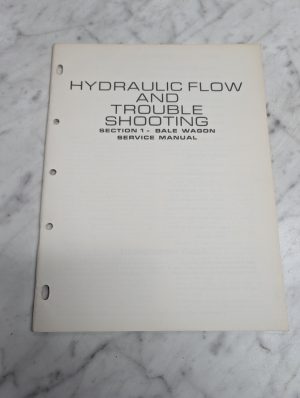 HYDRAULIC FLOW
AND
TROUBLE
SHOOTING
SECTION 1 - BALE WAGON
SERVICE MANUAL